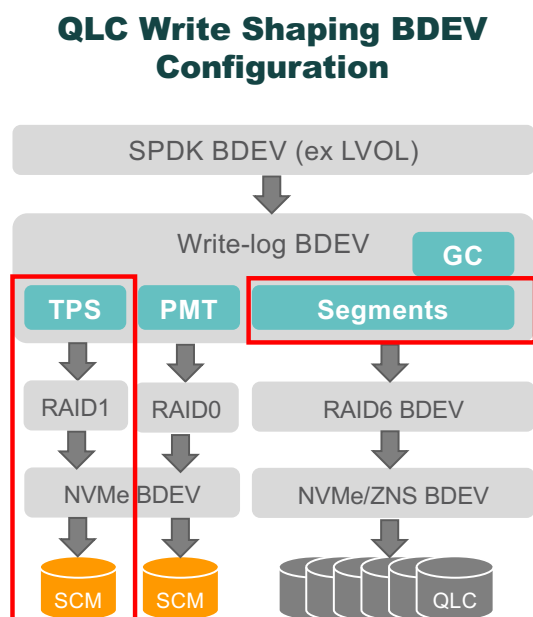 QLC Write Shaping BDEV
Configuration
SPDK BDEV (ex LVOL)
Write-log BDEV
GC
TPS
PMT
Segments
RAID1
RAID0
RAID6 BDEV
NVMe BDEV
NVMe/ZNS BDEV
SCM
SCM
QLC